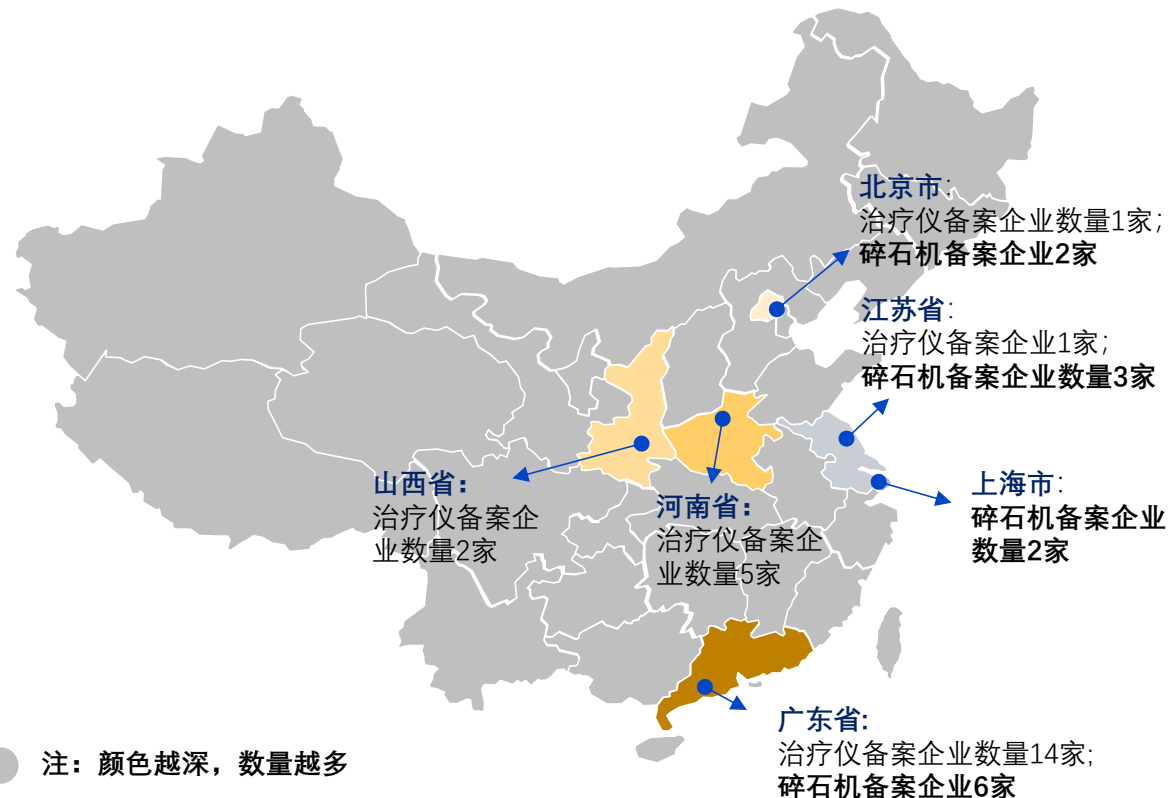 北京市:
治疗仪备案企业数量1家；
碎石机备案企业2家
江苏省:
治疗仪备案企业1家；
碎石机备案企业数量3家
山西省：
治疗仪备案企
业数量2家
河南省：
治疗仪备案企
业数量5家
上海市:
碎石机备案企业
数量2家
广东省:
治疗仪备案企业数量14家;
碎石机备案企业6家
注：颜色越深，数量越多